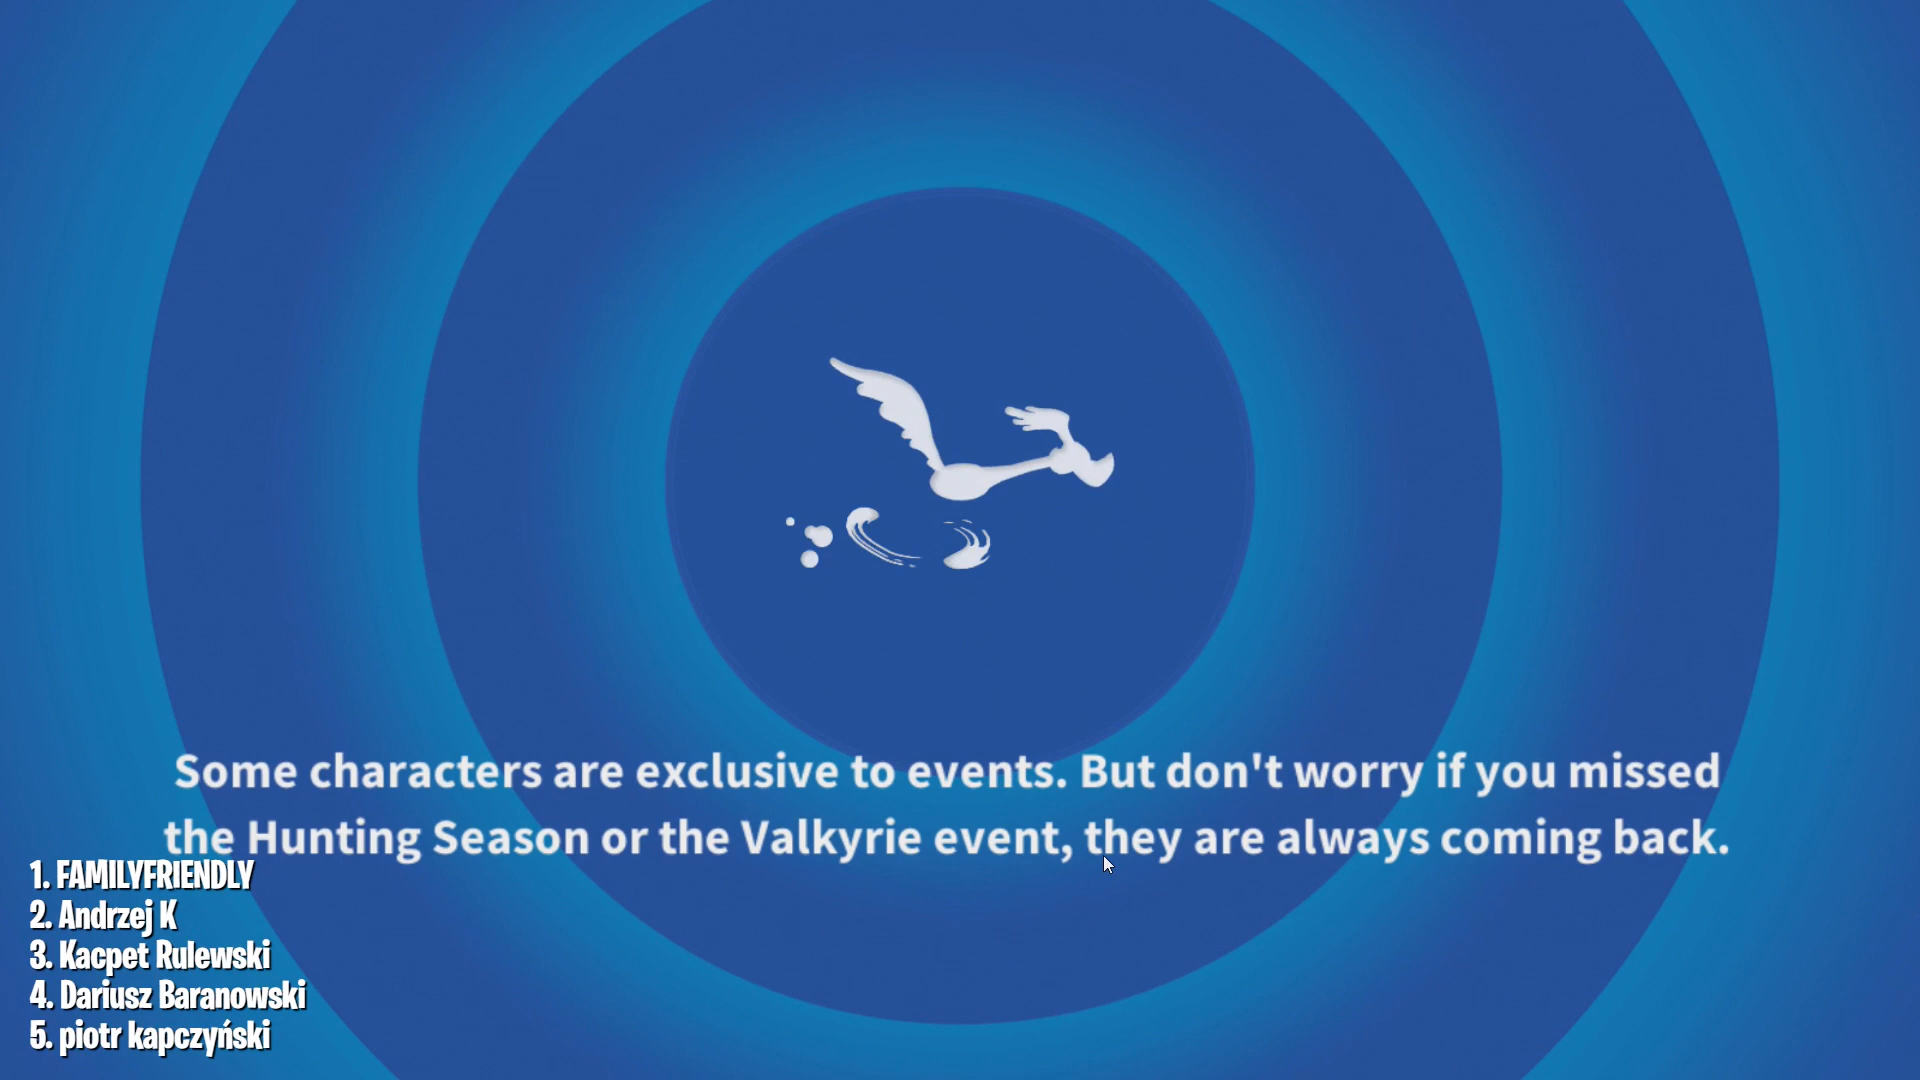 Some characters are exclusive to events. But don't worry if you missed
the Hunting Season or the Valkyrie event, they are always coming back.
1. FAMILYFRIENDLY
2. Andrzej K
3. Kacpet Rulewski
4. Dariusz Baranowski
5. piotr kapczyński